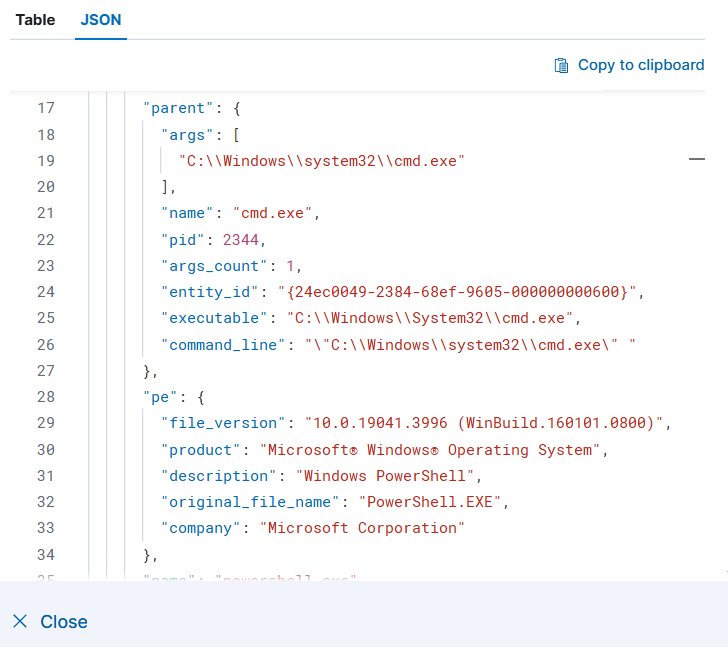 Table JSON
Copy to clipboard
17 "parent": {
18 "args": [
19 "C:\\Windows\\system32\\cmd.exe"
20 ],
21 "name": "cmd.exe",
22 "pid": 2344,
23 "args_count": 1,
24 "entity_id": "{24ec0049-2384-68ef-9605-000000000600}",
25 "executable": "C:\\Windows\\System32\\cmd.exe",
26 "command_line": "\"C:\\Windows\\system32\\cmd.exe\" "
27 },
28 "pe": {
29 "file_version": "10.0.19041.3996 (WinBuild.160101.0800)",
30 "product": "Microsoft® Windows® Operating System",
31 "description": "Windows PowerShell",
32 "original_file_name": "PowerShell.EXE",
33 "company": "Microsoft Corporation"
34 },
35 "name": "powershell.exe"
Close